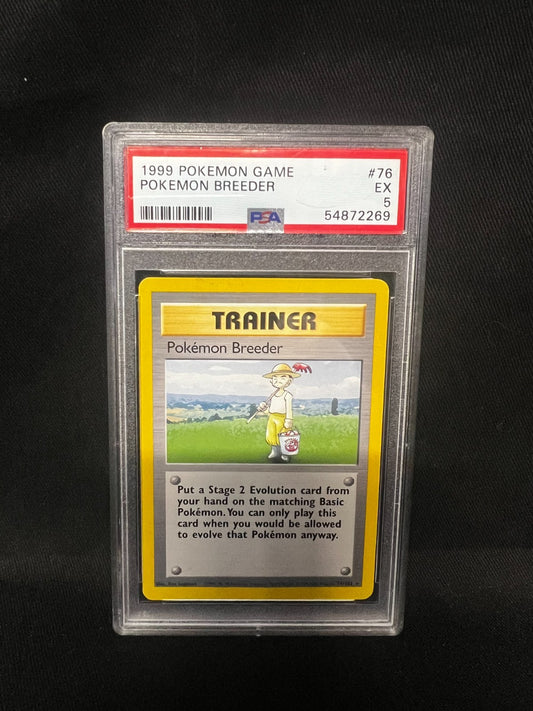 1999 POKEMON GAME #76
POKEMON BREEDER EX
5
PSA 54872269
TRAINER
Pokémon Breeder
Put a Stage 2 Evolution card from
your hand on the matching Basic
Pokémon. You can only play this
card when you would be allowed
to evolve that Pokémon anyway.